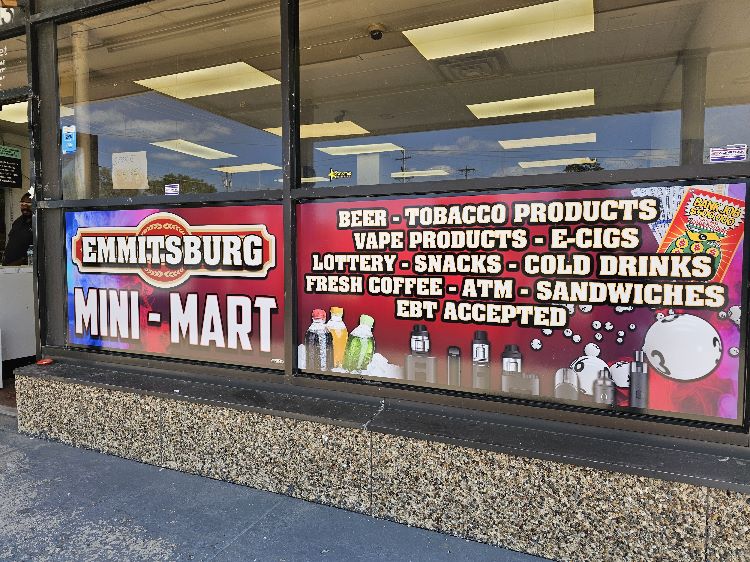 EMMITSBURG
MINI - MART
BEER - TOBACCO PRODUCTS
VAPE PRODUCTS - E-CIGS
LOTTERY - SNACKS - COLD DRINKS
FRESH COFFEE - ATM - SANDWICHES
EBT ACCEPTED